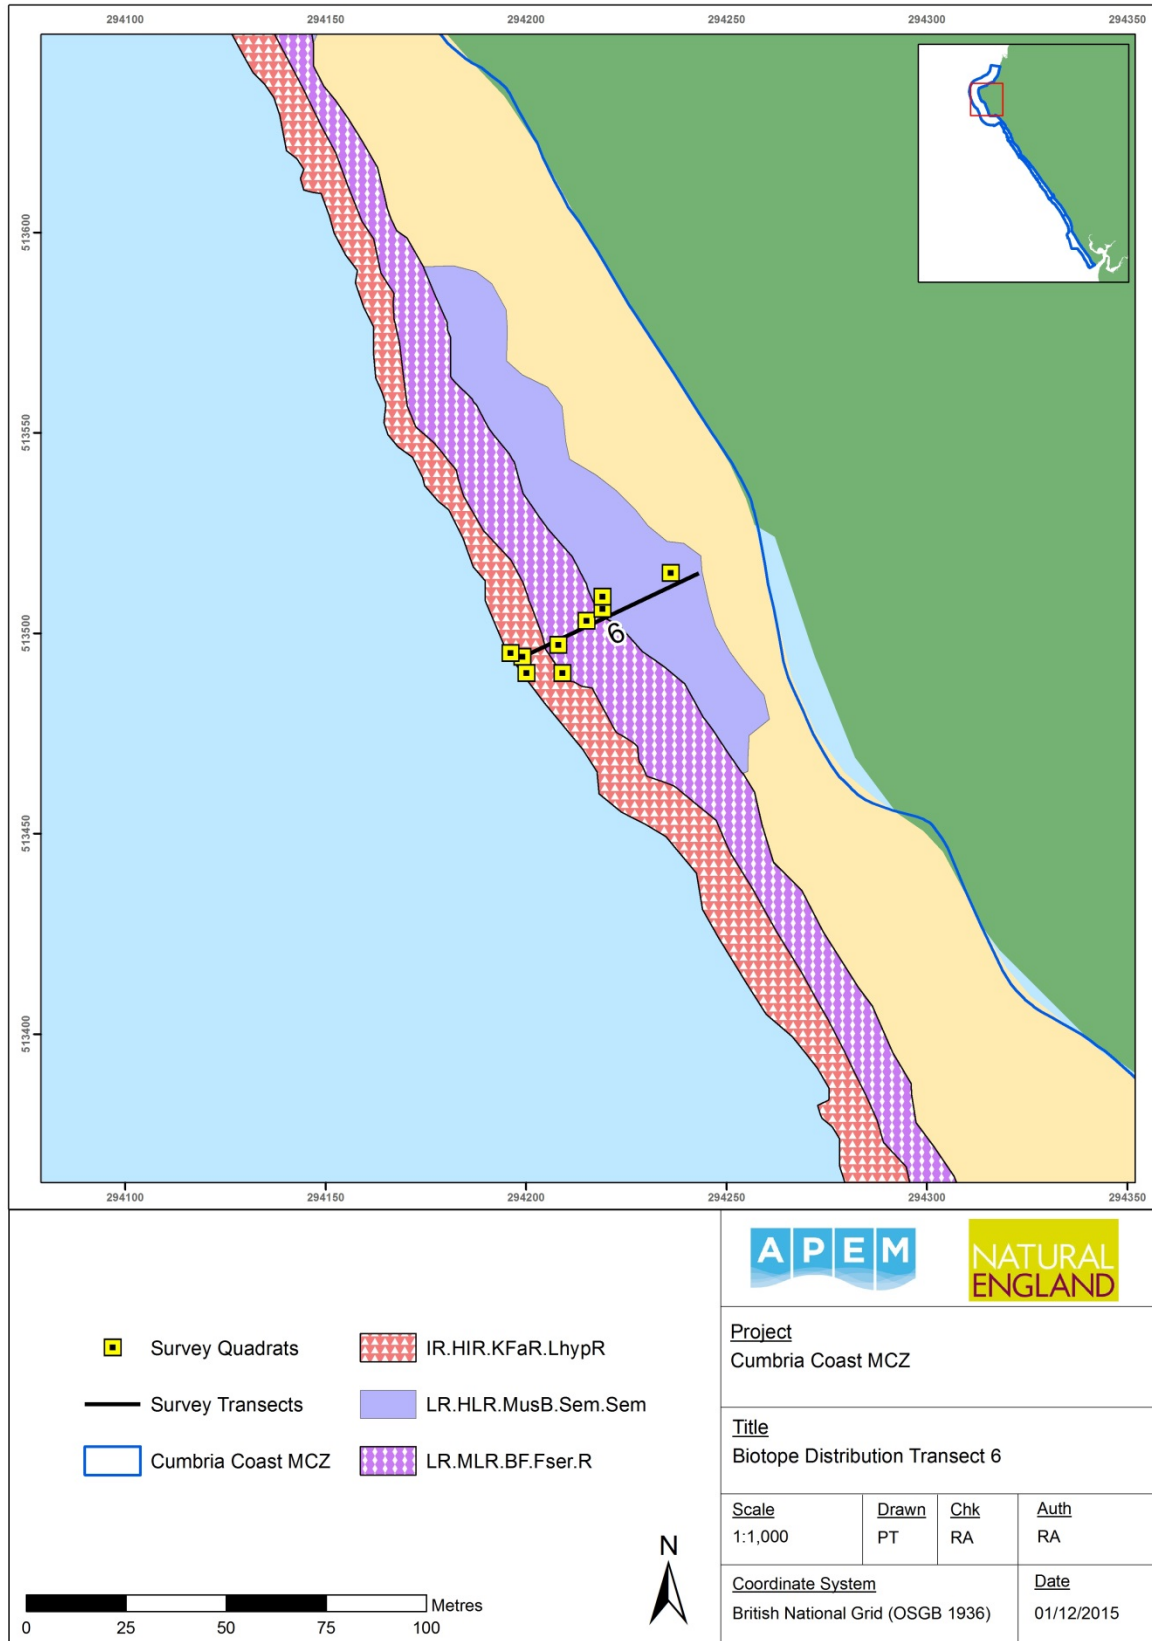 294100 294150 294200 294250 294300 294350
513600
513550
513500
513450
513400
6
294100 294150 294200 294250 294300 294350
Survey Quadrats
Survey Transects
Cumbria Coast MCZ
IR.HIR.KFaR.LhypR
LR.HLR.MusB.Sem.Sem
LR.MLR.BF.Fser.R
N
0 25 50 75 100 Metres
APEM
NATURAL
ENGLAND
Project
Cumbria Coast MCZ
Title
Biotope Distribution Transect 6
Scale Drawn Chk Auth
1:1,000 PT RA RA
Coordinate System Date
British National Grid (OSGB 1936) 01/12/2015